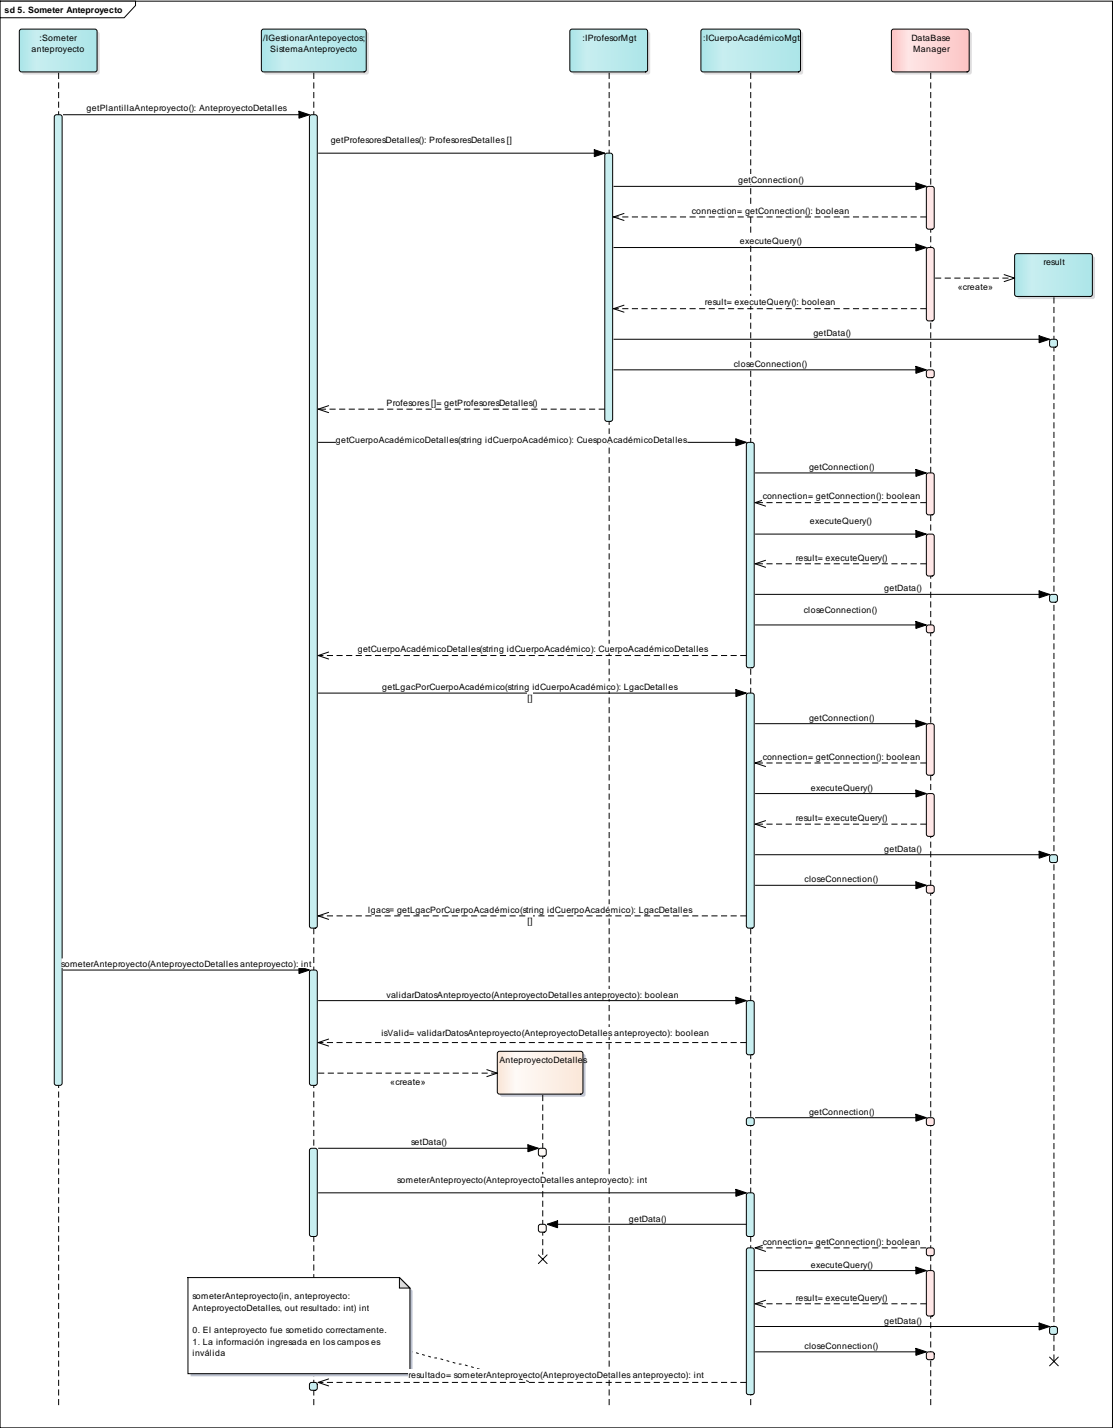 sd 5. Someter Anteproyecto
:Someter
anteproyecto
/IGestionarAntepoyectos:
SistemaAnteproyecto
:IProfesorMgt
:ICuerpoAcadémicoMgt
DataBase
Manager
getPlantillaAnteproyecto(): AnteproyectoDetalles
getProfesoresDetalles(): ProfesoresDetalles []
getConnection()
connection= getConnection(): boolean
executeQuery()
result
«create»
result= executeQuery(): boolean
getData()
closeConnection()
Profesores []= getProfesoresDetalles()
getCuerpoAcadémicoDetalles(string idCuerpoAcadémico): CuespoAcadémicoDetalles
getConnection()
connection= getConnection(): boolean
executeQuery()
result= executeQuery()
getData()
closeConnection()
getCuerpoAcadémicoDetalles(string idCuerpoAcadémico): CuerpoAcadémicoDetalles
getLgacPorCuerpoAcadémico(string idCuerpoAcadémico): LgacDetalles
[]
getConnection()
connection= getConnection(): boolean
executeQuery()
result= executeQuery()
getData()
closeConnection()
lgacs= getLgacPorCuerpoAcadémico(string idCuerpoAcadémico): LgacDetalles
[]
someterAnteproyecto(AnteproyectoDetalles anteproyecto): int
validarDatosAnteproyecto(AnteproyectoDetalles anteproyecto): boolean
isValid= validarDatosAnteproyecto(AnteproyectoDetalles anteproyecto): boolean
AnteproyectoDetalles
«create»
getConnection()
setData()
someterAnteproyecto(AnteproyectoDetalles anteproyecto): int
getData()
connection= getConnection(): boolean
executeQuery()
result= executeQuery()
getData()
closeConnection()
someterAnteproyecto(in, anteproyecto:
AnteproyectoDetalles, out resultado: int) int
0. El anteproyecto fue sometido correctamente.
1. La información ingresada en los campos es
inválida
resultado= someterAnteproyecto(AnteproyectoDetalles anteproyecto): int